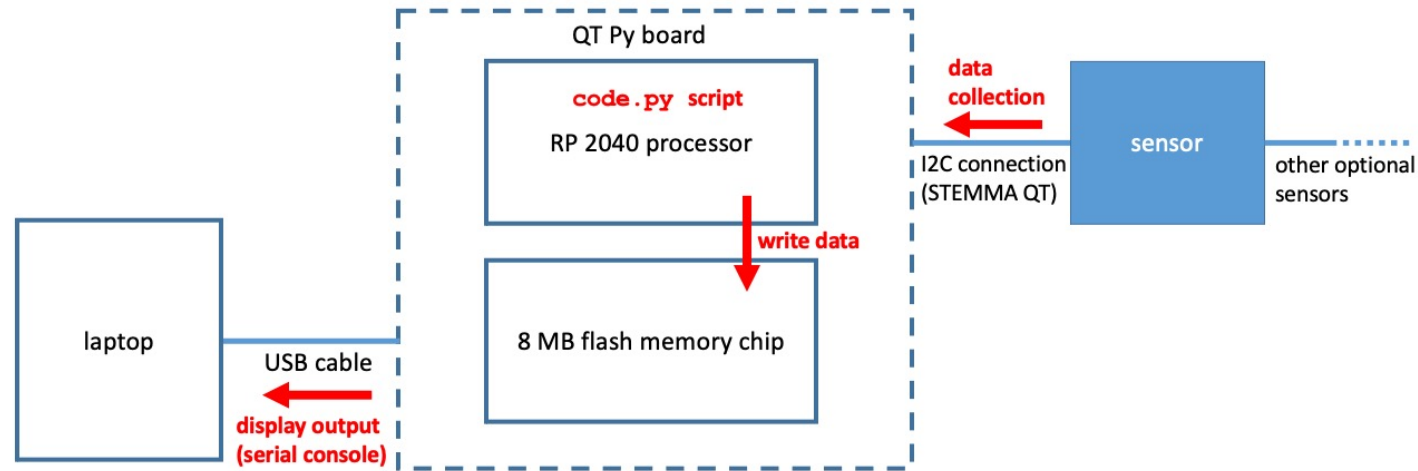 QT Py board
code.py script
RP 2040 processor
write data
8 MB flash memory chip
laptop
USB cable
display output
(serial console)
data
collection
I2C connection
(STEMMA QT)
sensor
other optional
sensors